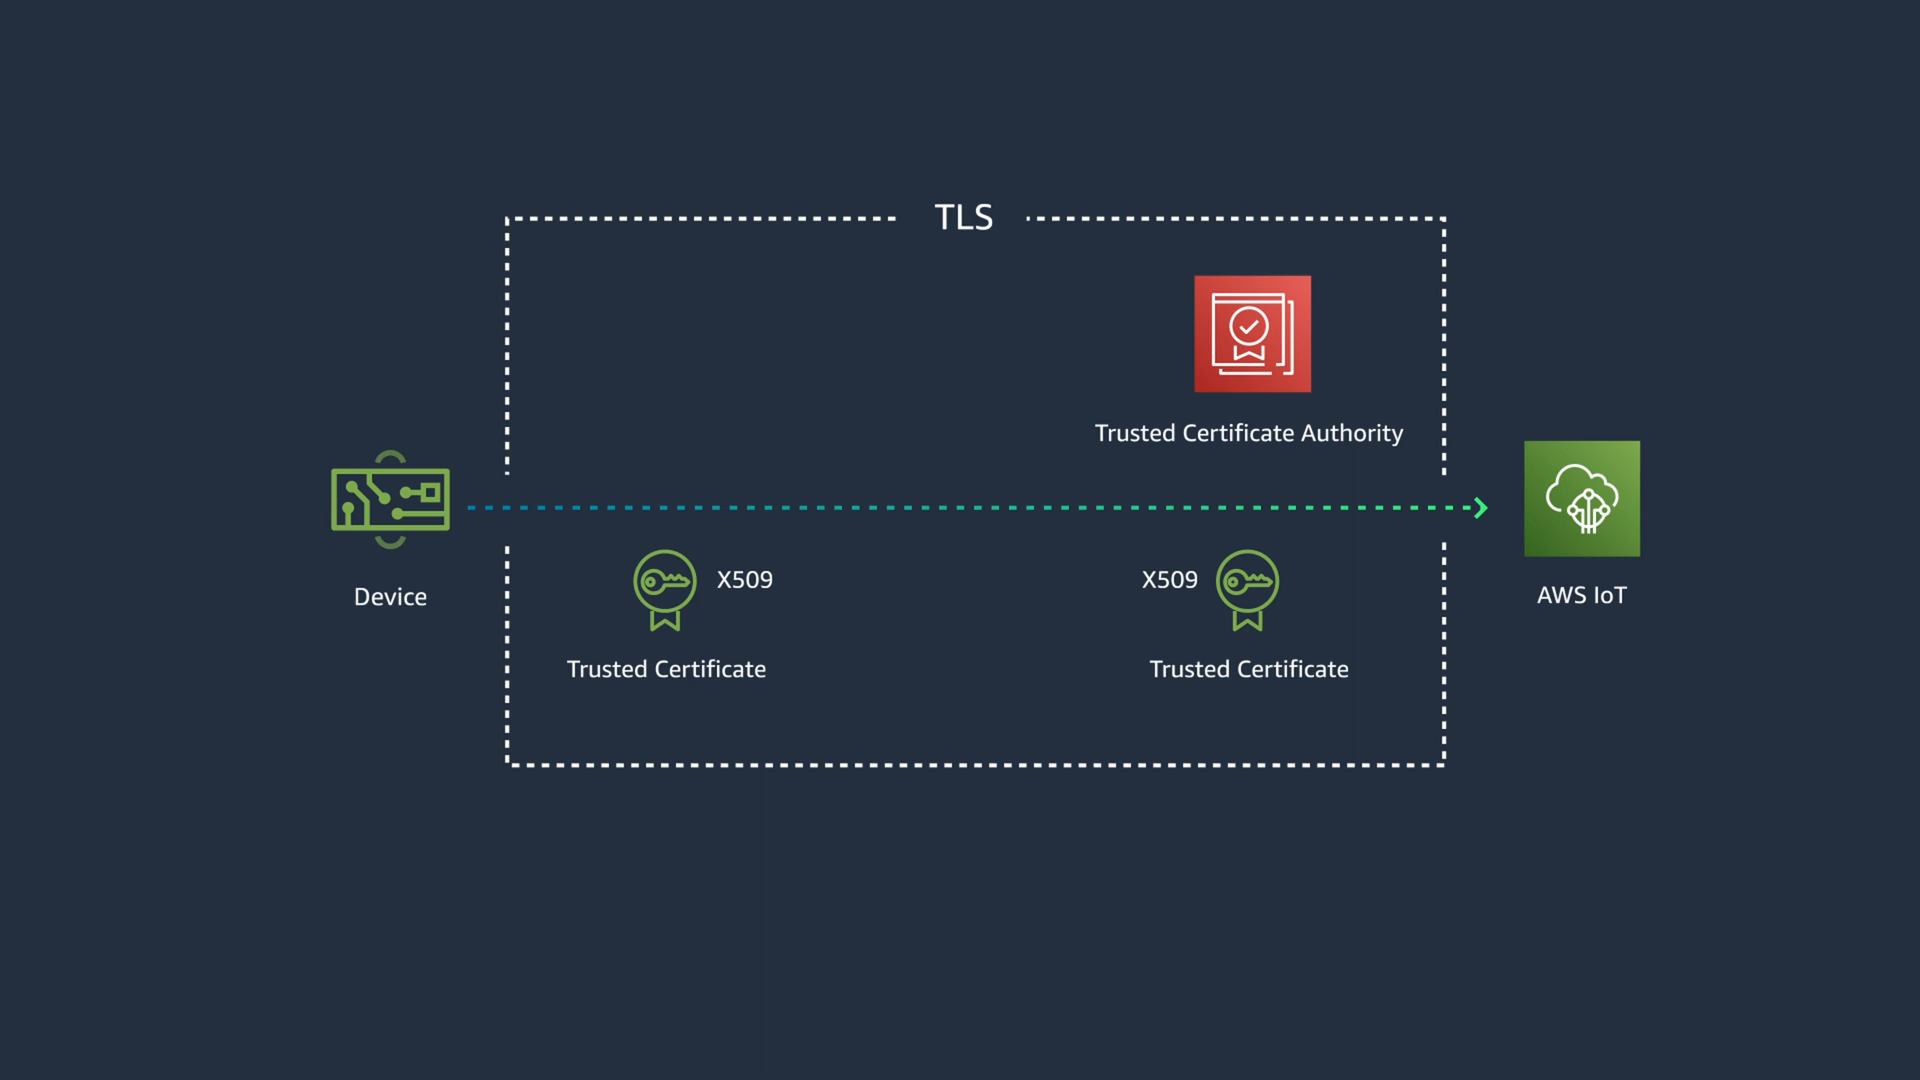 TLS
Trusted Certificate Authority
Device
X509
Trusted Certificate
X509
Trusted Certificate
AWS IoT